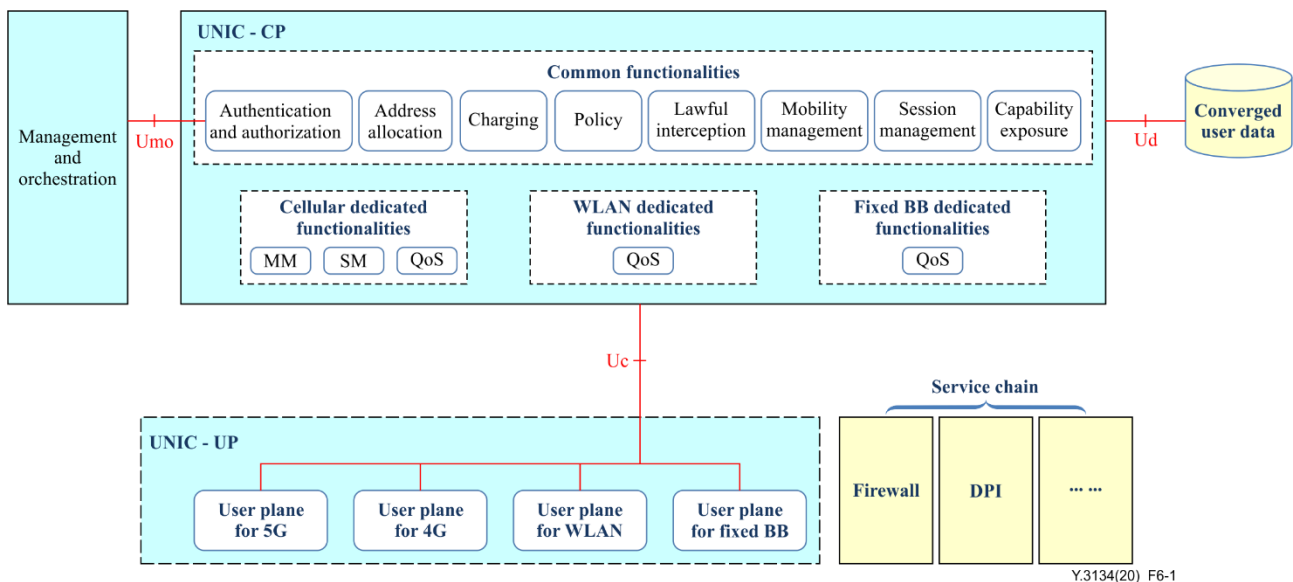 UNIC - CP
Common functionalities
Authentication
and authorization
Address
allocation
Charging
Policy
Lawful
interception
Mobility
management
Session
management
Capability
exposure
Management
and
orchestration
Umo
Ud
Converged
user data
Cellular dedicated
functionalities
MM
SM
QoS
WLAN dedicated
functionalities
QoS
Fixed BB dedicated
functionalities
QoS
Uc
Service chain
UNIC - UP
User plane
for 5G
User plane
for 4G
User plane
for WLAN
User plane
for fixed BB
Firewall
DPI
... ...
Y.3134(20)_F6-1